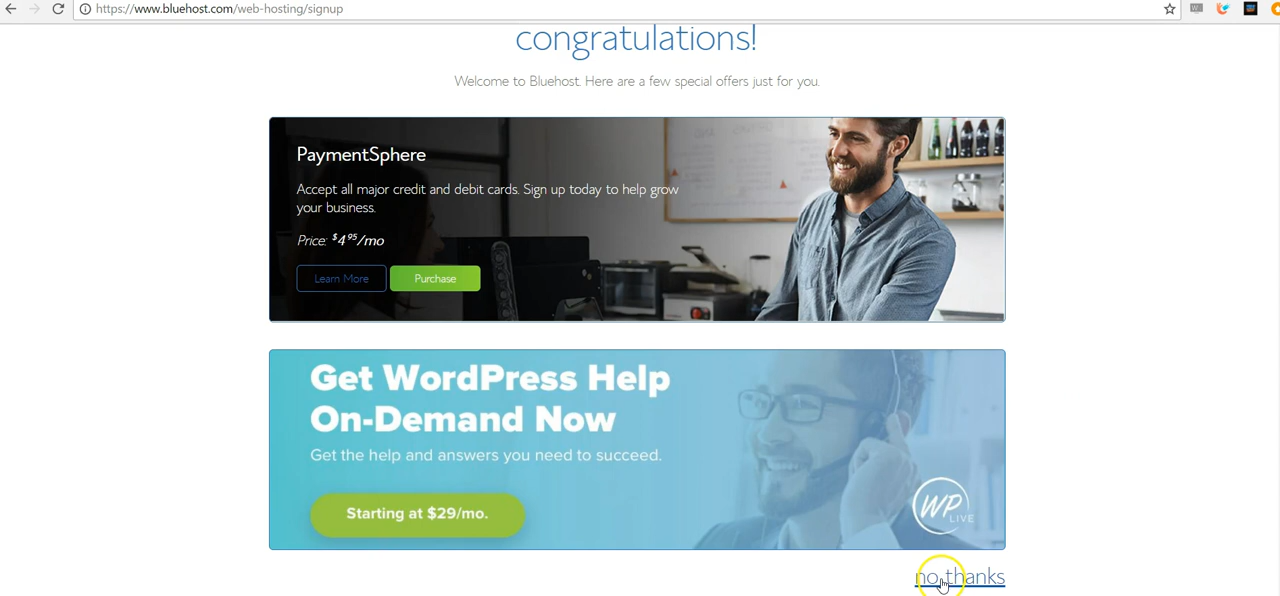 https://www.bluehost.com/web-hosting/signup
congratulations!
Welcome to Bluehost. Here are a few special offers just for you.
PaymentSphere
Accept all major credit and debit cards. Sign up today to help grow
your business.
Price: $4.95/mo
Learn More Purchase
Get WordPress Help
On-Demand Now
Get the help and answers you need to succeed.
Starting at $29/mo.
WP
LIVE
no thanks